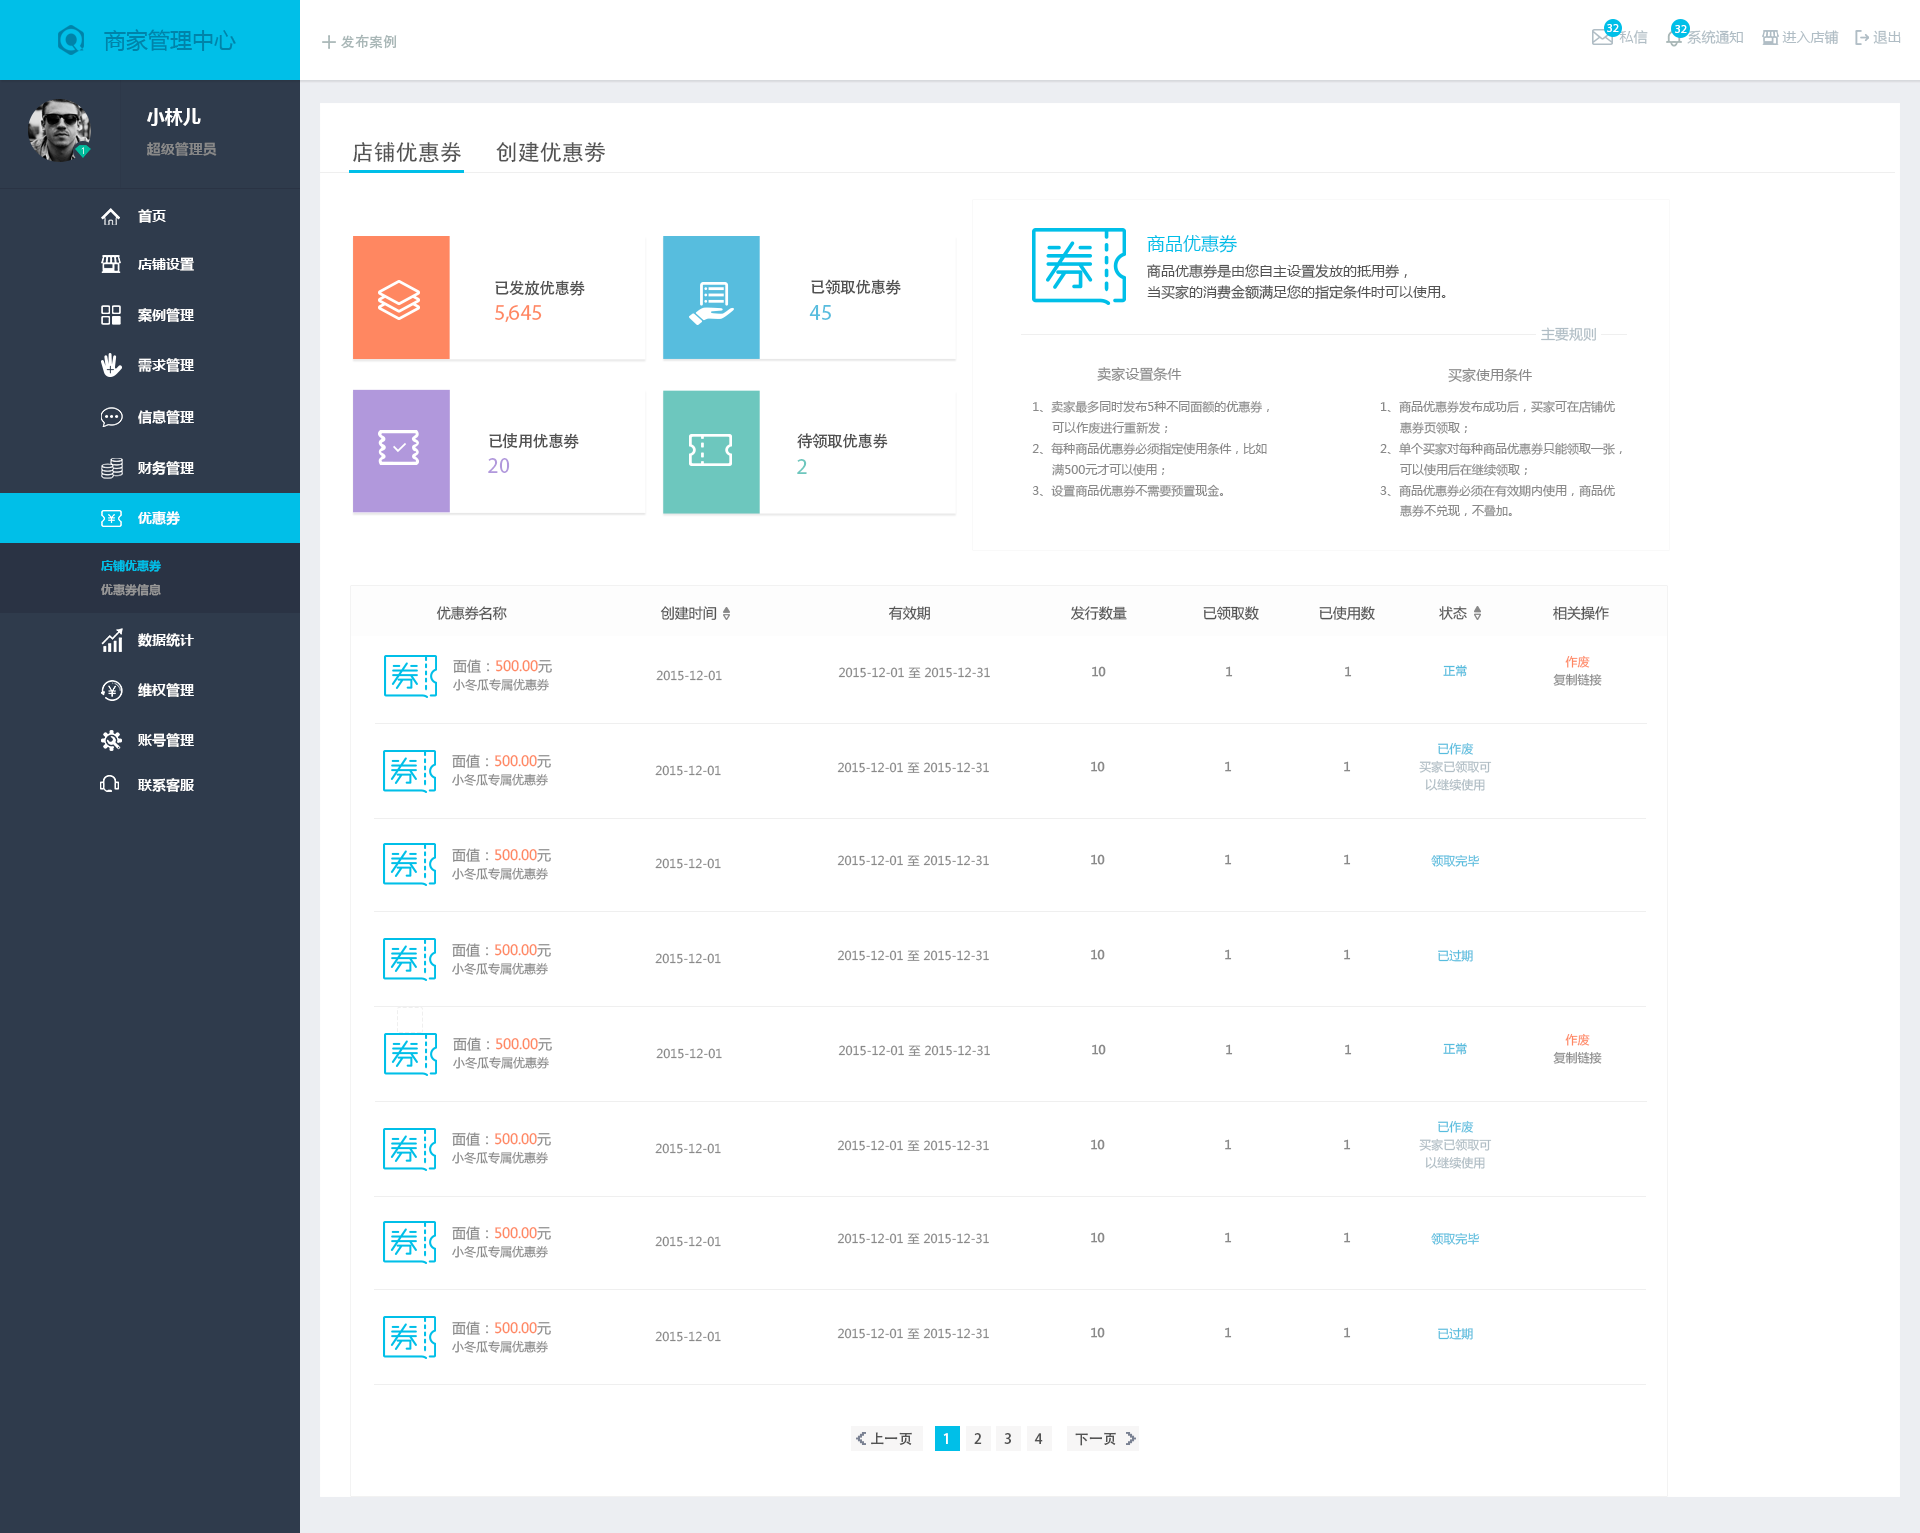 商家管理中心
发布案例
32
私信
32
系统通知
进入店铺
退出
小林儿
超级管理员
1
首页
店铺设置
案例管理
需求管理
信息管理
财务管理
优惠券
店铺优惠券
优惠券信息
数据统计
维权管理
账号管理
联系客服
店铺优惠券
创建优惠券
已发放优惠券
5,645
已领取优惠券
45
已使用优惠券
20
待领取优惠券
2
券
商品优惠券
商品优惠券是由您自主设置发放的抵用券，
当买家的消费金额满足您的指定条件时可以使用。
主要规则
卖家设置条件
1、卖家最多同时发布5种不同面额的优惠券，
可以作废进行重新发；
2、每种商品优惠券必须指定使用条件，比如
满500元才可以使用；
3、设置商品优惠券不需要预置现金。
买家使用条件
1、商品优惠券发布成功后，买家可在店铺优
惠券页领取；
2、单个买家对每种商品优惠券只能领取一张，
可以使用后在继续领取；
3、商品优惠券必须在有效期内使用，商品优
惠券不兑现，不叠加。
优惠券名称 创建时间 有效期 发行数量 已领取数 已使用数 状态 相关操作
券
面值：500.00元
小冬瓜专属优惠券
2015-12-01
2015-12-01 至 2015-12-31
10
1
1
正常
作废
复制链接
券
面值：500.00元
小冬瓜专属优惠券
2015-12-01
2015-12-01 至 2015-12-31
10
1
1
已作废
买家已领取可
以继续使用
券
面值：500.00元
小冬瓜专属优惠券
2015-12-01
2015-12-01 至 2015-12-31
10
1
1
领取完毕
券
面值：500.00元
小冬瓜专属优惠券
2015-12-01
2015-12-01 至 2015-12-31
10
1
1
已过期
券
面值：500.00元
小冬瓜专属优惠券
2015-12-01
2015-12-01 至 2015-12-31
10
1
1
正常
作废
复制链接
券
面值：500.00元
小冬瓜专属优惠券
2015-12-01
2015-12-01 至 2015-12-31
10
1
1
已作废
买家已领取可
以继续使用
券
面值：500.00元
小冬瓜专属优惠券
2015-12-01
2015-12-01 至 2015-12-31
10
1
1
领取完毕
券
面值：500.00元
小冬瓜专属优惠券
2015-12-01
2015-12-01 至 2015-12-31
10
1
1
已过期
上一页 1 2 3 4 下一页